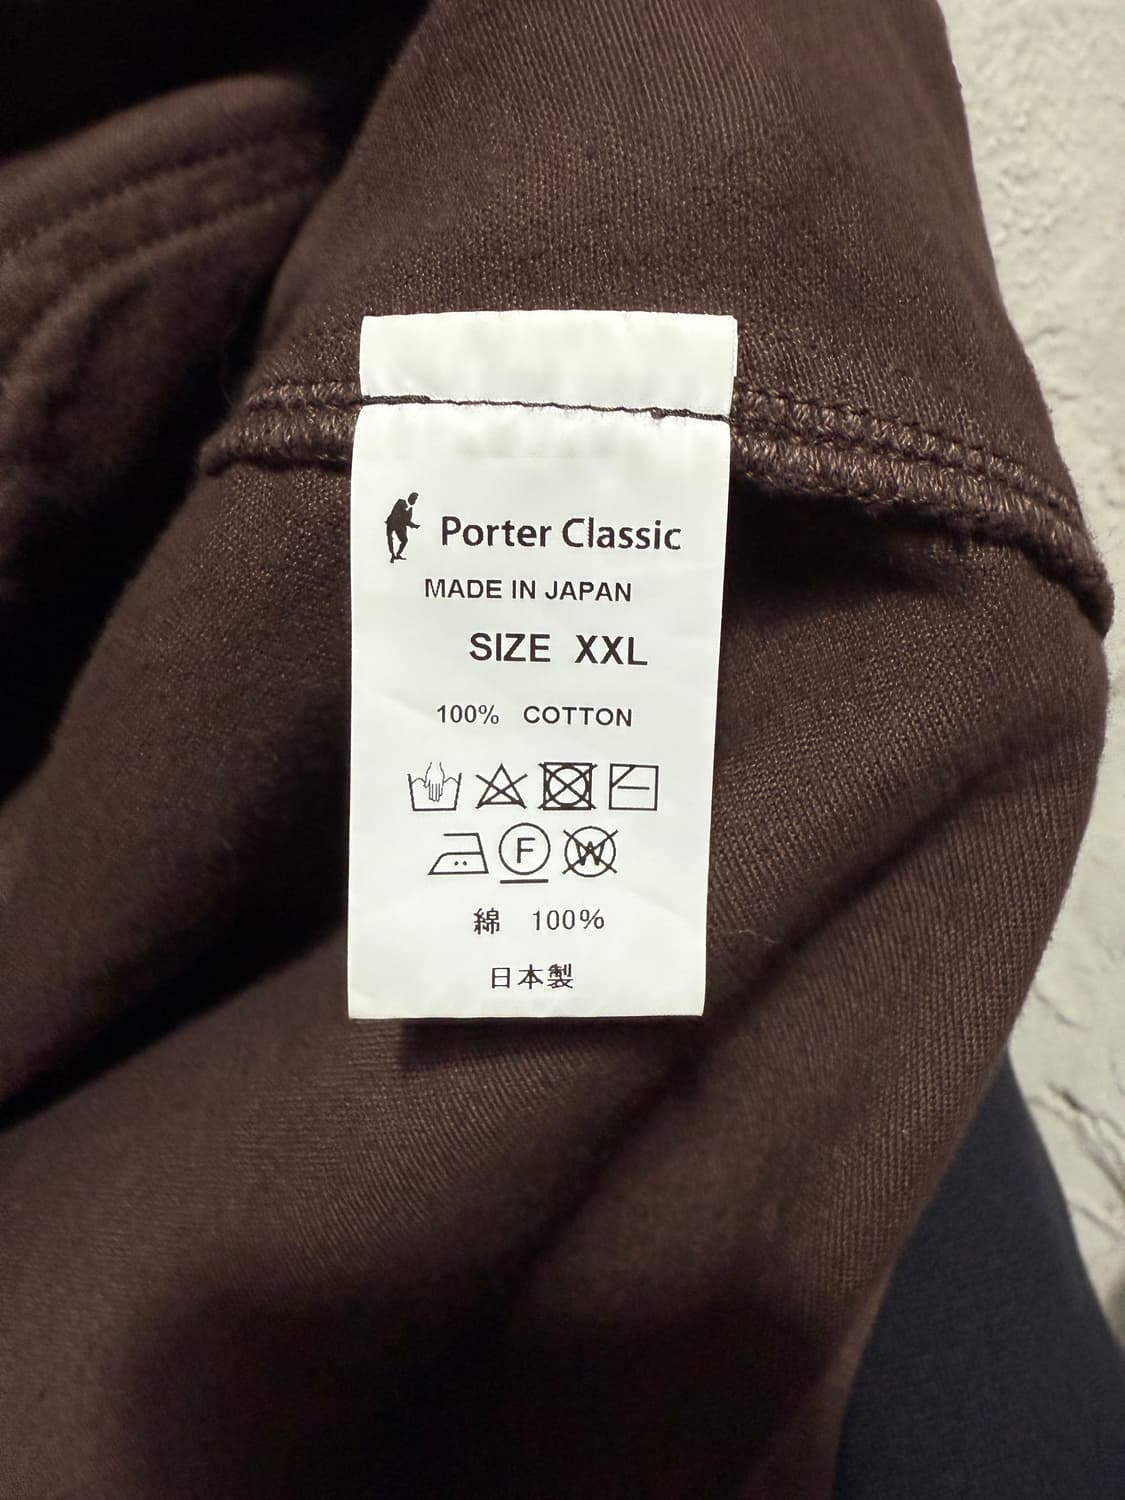 Porter Classic
MADE IN JAPAN
SIZE XXL
100% COTTON
F W
綿 100%
日本製